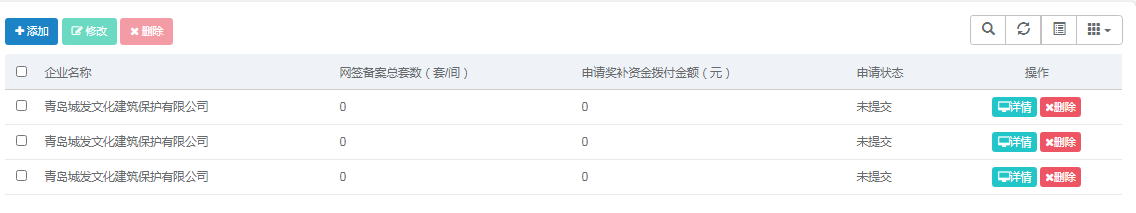 添加 修改 删除
企业名称 网签备案总套数（套/间） 申请奖补资金拨付金额（元） 申请状态 操作
青岛城发文化建筑保护有限公司 0 0 未提交 详情 删除
青岛城发文化建筑保护有限公司 0 0 未提交 详情 删除
青岛城发文化建筑保护有限公司 0 0 未提交 详情 删除